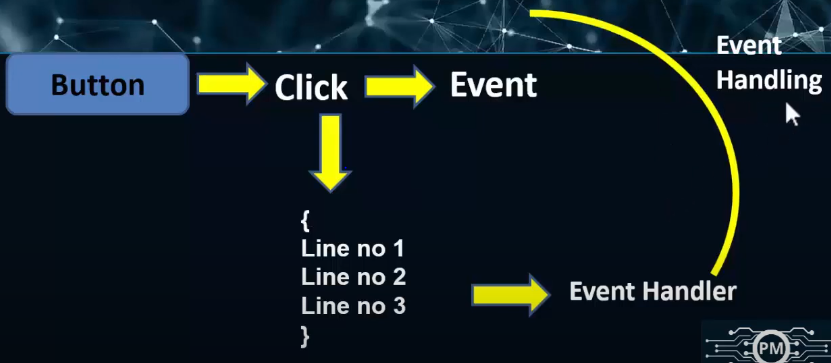 Event
Handling
Button
Click
Event
{
Line no 1
Line no 2
Line no 3
}
Event Handler
PM